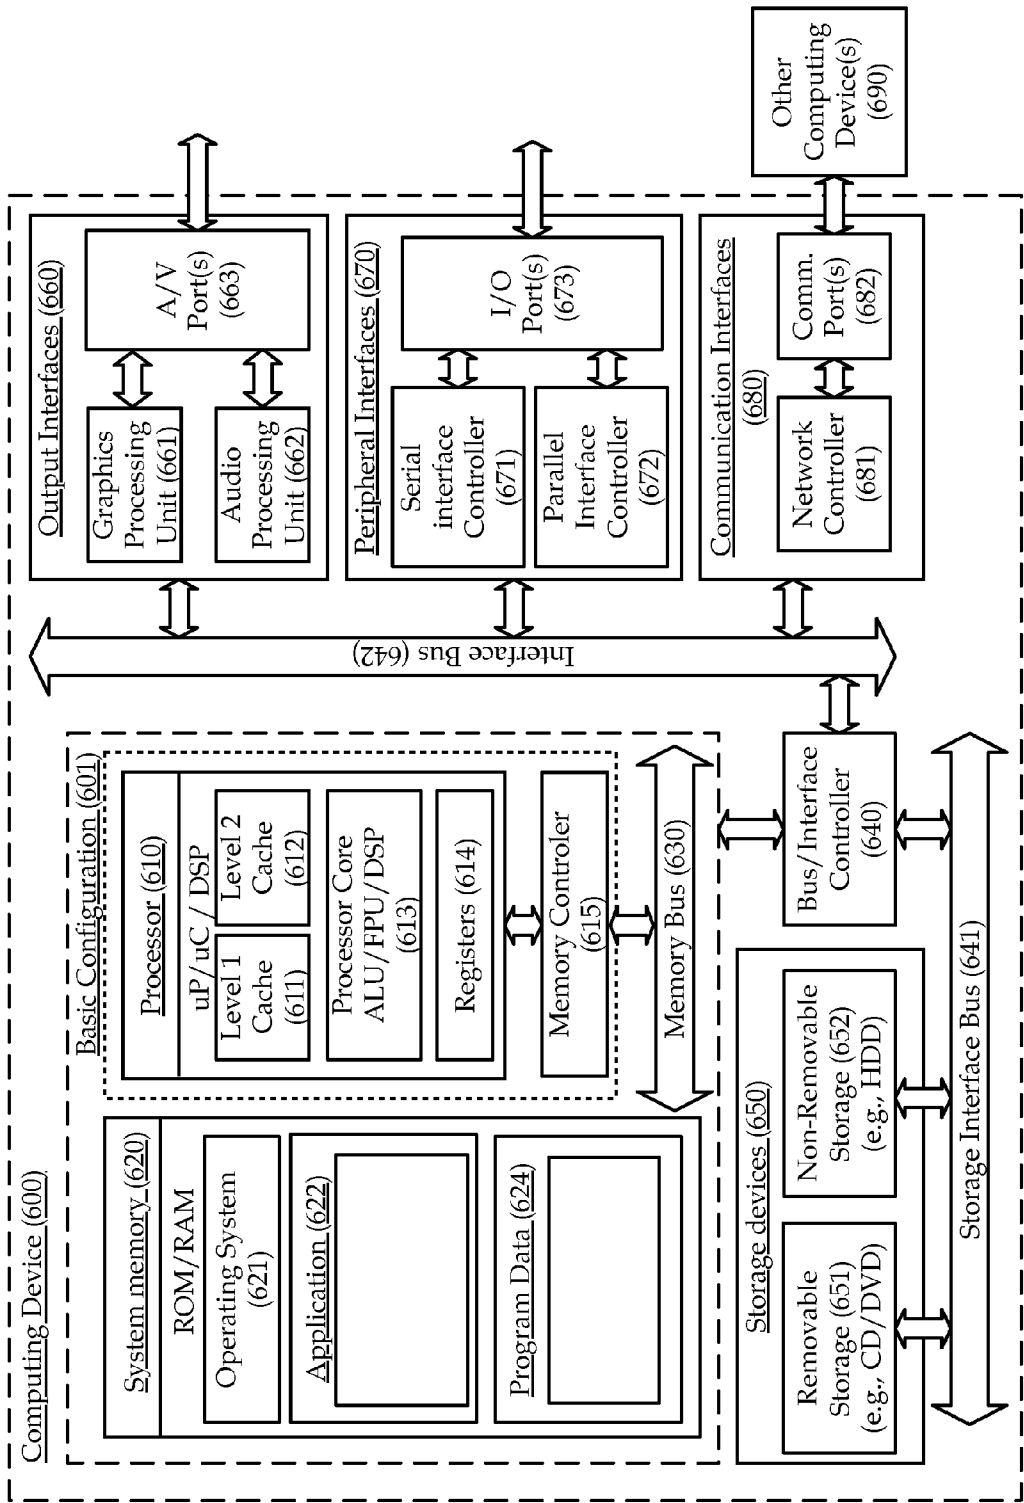 Computing Device (600)
Basic Configuration (601)
System memory (620)
ROM/RAM
Operating System
(621)
Application (622)
Program Data (624)
Processor (610)
uP/uC / DSP
Level 1
Cache
(611)
Level 2
Cache
(612)
Processor Core
ALU/FPU/DSP
(613)
Registers (614)
Memory Controler
(615)
Memory Bus (630)
Storage devices (650)
Removable
Storage (651)
(e.g., CD/DVD)
Non-Removable
Storage (652)
(e.g., HDD)
Bus/Interface
Controller
(640)
Storage Interface Bus (641)
Interface Bus (642)
Output Interfaces (660)
Graphics
Processing
Unit (661)
Audio
Processing
Unit (662)
A/V
Port(s)
(663)
Peripheral Interfaces (670)
Serial
interface
Controller
(671)
Parallel
Interface
Controller
(672)
I/O
Port(s)
(673)
Communication Interfaces
(680)
Network
Controller
(681)
Comm.
Port(s)
(682)
Other
Computing
Device(s)
(690)